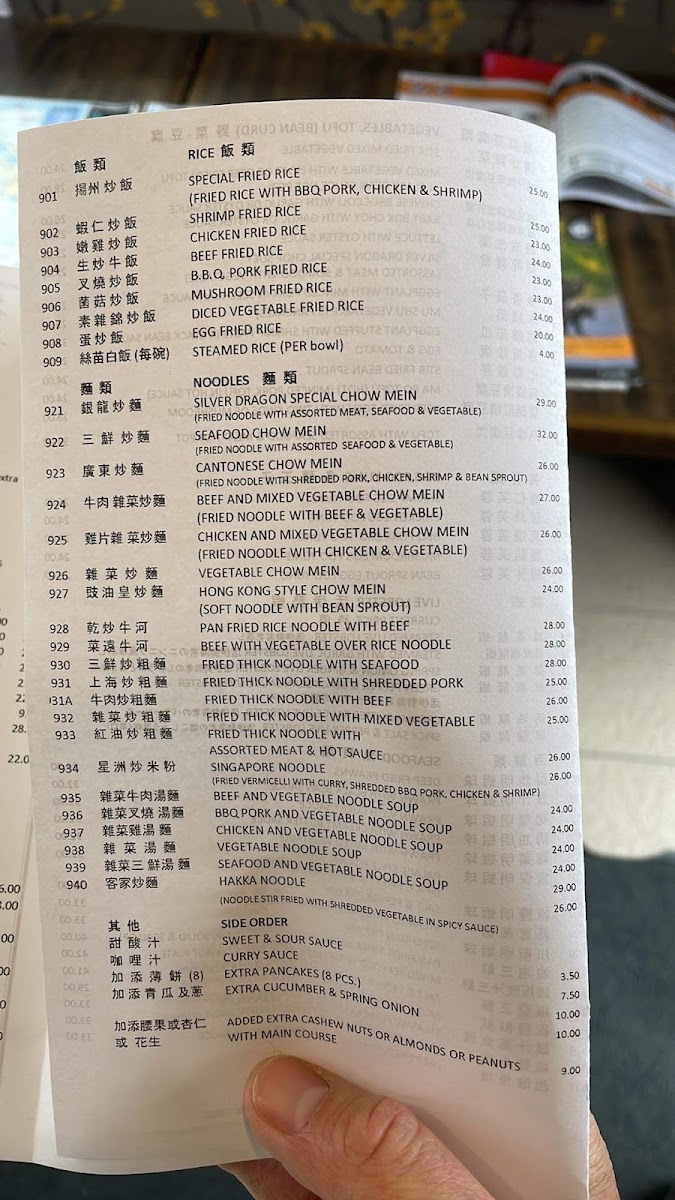 飯 類 RICE 飯 類
901 揚州炒飯 SPECIAL FRIED RICE
(FRIED RICE WITH BBQ PORK, CHICKEN & SHRIMP) 25.00
902 蝦仁炒飯 SHRIMP FRIED RICE 25.00
903 嫩雞炒飯 CHICKEN FRIED RICE 23.00
904 生炒牛飯 BEEF FRIED RICE 24.00
905 叉燒炒飯 B.B.Q, PORK FRIED RICE 23.00
906 菌菇炒飯 MUSHROOM FRIED RICE 23.00
907 素雜錦炒飯 DICED VEGETABLE FRIED RICE 24.00
908 蛋炒飯 EGG FRIED RICE 20.00
909 絲苗白飯 (每碗) STEAMED RICE (PER bowl) 4.00
麵 類 NOODLES 麵 類
921 銀龍炒麵 SILVER DRAGON SPECIAL CHOW MEIN 29.00
(FRIED NOODLE WITH ASSORTED MEAT, SEAFOOD & VEGETABLE)
922 三 鮮 炒 麵 SEAFOOD CHOW MEIN 32.00
(FRIED NOODLE WITH ASSORTED SEAFOOD & VEGETABLE)
923 廣東炒麵 CANTONESE CHOW MEIN 26.00
(FRIED NOODLE WITH SHREDDED PORK, CHICKEN, SHRIMP & BEAN SPROUT)
924 牛肉 雜菜炒麵 BEEF AND MIXED VEGETABLE CHOW MEIN 27.00
(FRIED NOODLE WITH BEEF & VEGETABLE)
925 雞片雜 菜炒麵 CHICKEN AND MIXED VEGETABLE CHOW MEIN 26.00
(FRIED NOODLE WITH CHICKEN & VEGETABLE)
926 雜 菜 炒 麵 VEGETABLE CHOW MEIN 26.00
927 豉油皇炒麵 HONG KONG STYLE CHOW MEIN 24.00
(SOFT NOODLE WITH BEAN SPROUT)
928 乾炒牛河 PAN FRIED RICE NOODLE WITH BEEF 28.00
929 菜遠牛河 BEEF WITH VEGETABLE OVER RICE NOODLE 28.00
930 三鮮炒粗麵 FRIED THICK NOODLE WITH SEAFOOD 28.00
931 上海炒麵 FRIED THICK NOODLE WITH SHREDDED PORK 25.00
931A 牛肉炒粗麵 FRIED THICK NOODLE WITH BEEF 26.00
932 雜菜炒粗麵 FRIED THICK NOODLE WITH MIXED VEGETABLE 25.00
933 紅油炒粗麵 FRIED THICK NOODLE WITH
ASSORTED MEAT & HOT SAUCE 26.00
934 星洲炒米粉 SINGAPORE NOODLE 26.00
(FRIED VERMICELLI WITH CURRY, SHREDDED BBQ PORK, CHICKEN & SHRIMP)
935 雜菜牛肉湯麵 BEEF AND VEGETABLE NOODLE SOUP 24.00
936 雜菜叉燒 湯麵 BBQ PORK AND VEGETABLE NOODLE SOUP 24.00
937 雜菜雞湯麵 CHICKEN AND VEGETABLE NOODLE SOUP 24.00
938 雜 菜 湯 麵 VEGETABLE NOODLE SOUP 24.00
939 雜菜三鮮湯麵 SEAFOOD AND VEGETABLE NOODLE SOUP 29.00
940 客家炒麵 HAKKA NOODLE 26.00
(NOODLE STIR FRIED WITH SHREDDED VEGETABLE IN SPICY SAUCE)
其 他 SIDE ORDER
甜 酸 汁 SWEET & SOUR SAUCE 3.50
咖 哩 汁 CURRY SAUCE 7.50
加 添 薄 餅 (8) EXTRA PANCAKES (8 PCS.) 10.00
加添青瓜及蔥 EXTRA CUCUMBER & SPRING ONION 10.00
加添腰果或杏仁 ADDED EXTRA CASHEW NUTS OR ALMONDS OR PEANUTS
或 花生 WITH MAIN COURSE 9.00